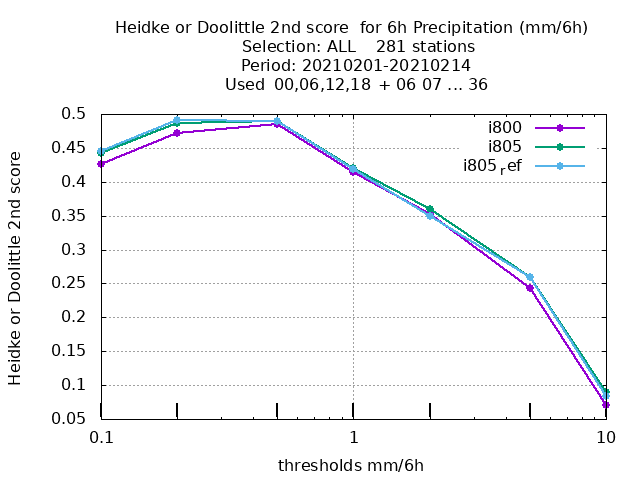 Heidke or Doolittle 2nd score  for 6h Precipitation (mm/6h)
Selection: ALL    281 stations
Period: 20210201-20210214
Used  00,06,12,18  + 06 07 ... 36
i800
i805
i805ref
0.5
0.45
0.4
0.35
0.3
0.25
0.2
0.15
0.1
0.05
Heidke or Doolittle 2nd score
0.1
1
10
thresholds mm/6h